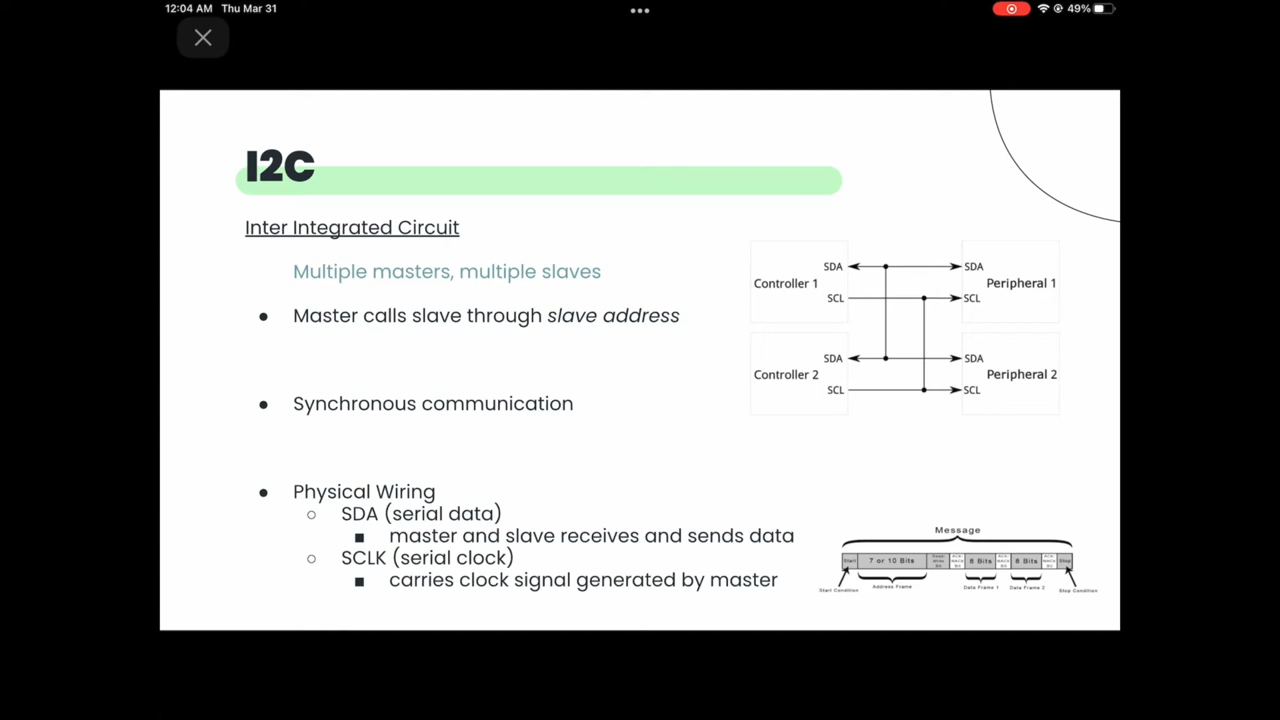 12:04 AM Thu Mar 31
49%
I2C
Inter Integrated Circuit
Multiple masters, multiple slaves
● Master calls slave through slave address
● Synchronous communication
● Physical Wiring
○ SDA (serial data)
■ master and slave receives and sends data
○ SCLK (serial clock)
■ carries clock signal generated by master
SDA SDA
Controller 1 Peripheral 1
SCL SCL
SDA SDA
Controller 2 Peripheral 2
SCL SCL
Message
Start 7 or 10 Bits 8 Bits 8 Bits Stop
Address Frame Data Frame 1 Data Frame 2
Start Condition Stop Condition